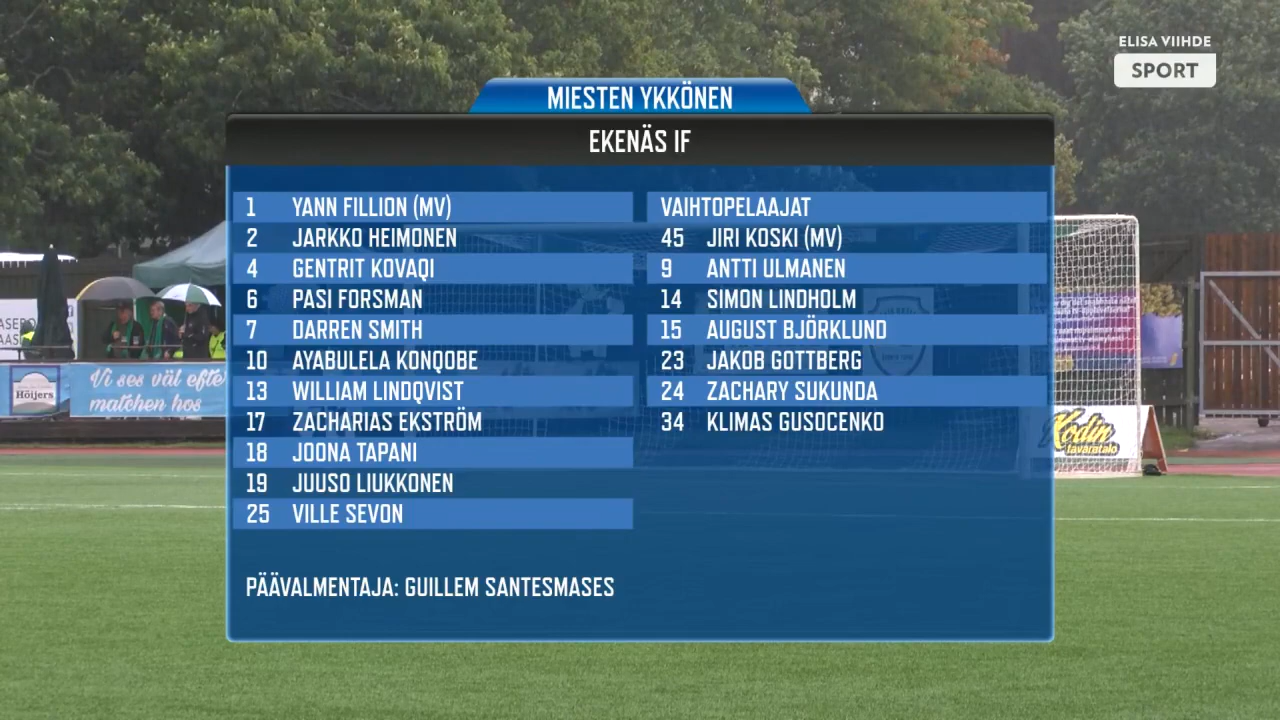 ELISA VIIHDE
SPORT
MIESTEN YKKÖNEN
EKENÄS IF
1 YANN FILLION (MV)
2 JARKKO HEIMONEN
4 GENTRIT KOVAQI
6 PASI FORSMAN
7 DARREN SMITH
10 AYABULELA KONQOBE
13 WILLIAM LINDQVIST
17 ZACHARIAS EKSTRÖM
18 JOONA TAPANI
19 JUUSO LIUKKONEN
25 VILLE SEVON
VAIHTOPELAAJAT
45 JIRI KOSKI (MV)
9 ANTTI ULMANEN
14 SIMON LINDHOLM
15 AUGUST BJÖRKLUND
23 JAKOB GOTTBERG
24 ZACHARY SUKUNDA
34 KLIMAS GUSOCENKO
PÄÄVALMENTAJA: GUILLEM SANTESMASES
Höijers
Vi ses väl efte
matchen hos
Kodin
tavaratalo